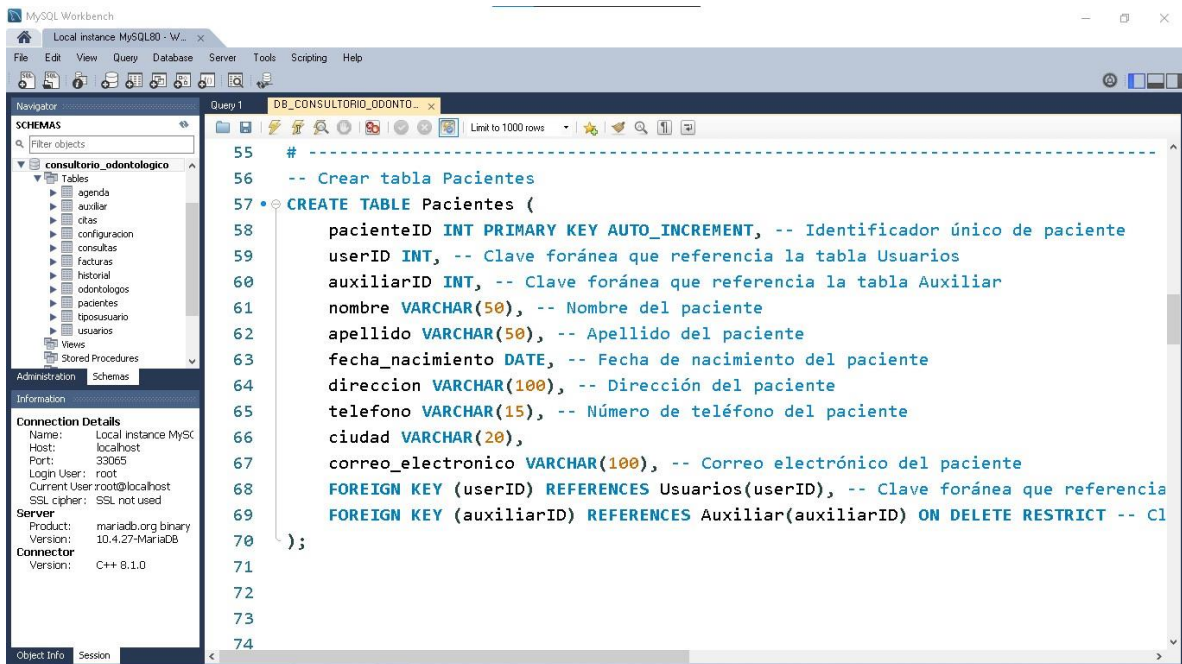 MySQL Workbench
Local instance MySQL80 - W... ×
File Edit View Query Database Server Tools Scripting Help
Navigator
SCHEMAS
Filter objects
consultorio_odontologico
Tables
agenda
auxiliar
citas
configuracion
consultas
facturas
historial
odontologos
pacientes
tiposusuario
usuarios
Views
Stored Procedures
Administration Schemas
Information
Connection Details
Name: Local instance MySC
Host: localhost
Port: 33065
Login User: root
Current User: root@localhost
SSL cipher: SSL not used
Server
Product: mariadb.org binary
Version: 10.4.27-MariaDB
Connector
Version: C++ 8.1.0
Object Info Session
Query 1 DB_CONSULTORIO_ODONTO... ×
Limit to 1000 rows
55 # ----------------------------------------------------------------------------------
56 -- Crear tabla Pacientes
57 CREATE TABLE Pacientes (
58 pacienteID INT PRIMARY KEY AUTO_INCREMENT, -- Identificador único de paciente
59 userID INT, -- Clave foránea que referencia la tabla Usuarios
60 auxiliarID INT, -- Clave foránea que referencia la tabla Auxiliar
61 nombre VARCHAR(50), -- Nombre del paciente
62 apellido VARCHAR(50), -- Apellido del paciente
63 fecha_nacimiento DATE, -- Fecha de nacimiento del paciente
64 direccion VARCHAR(100), -- Dirección del paciente
65 telefono VARCHAR(15), -- Número de teléfono del paciente
66 ciudad VARCHAR(20),
67 correo_electronico VARCHAR(100), -- Correo electrónico del paciente
68 FOREIGN KEY (userID) REFERENCES Usuarios(userID), -- Clave foránea que referencia
69 FOREIGN KEY (auxiliarID) REFERENCES Auxiliar(auxiliarID) ON DELETE RESTRICT -- Cl
70 );
71
72
73
74